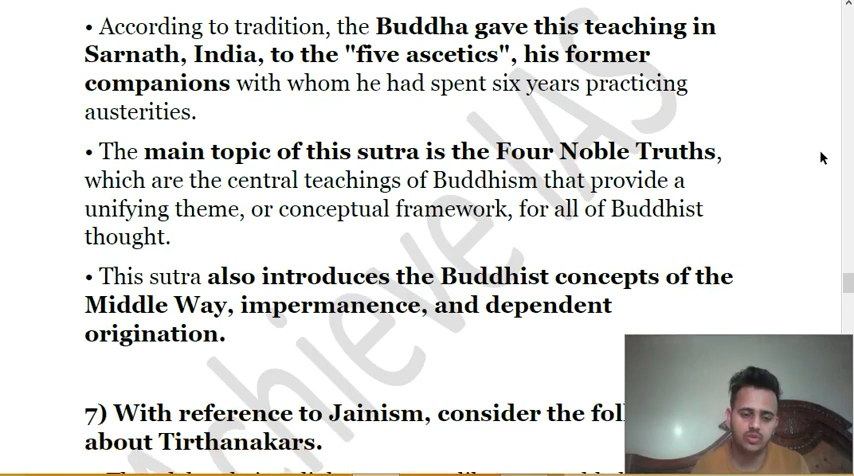 • According to tradition, the Buddha gave this teaching in
Sarnath, India, to the "five ascetics", his former
companions with whom he had spent six years practicing
austerities.
• The main topic of this sutra is the Four Noble Truths,
which are the central teachings of Buddhism that provide a
unifying theme, or conceptual framework, for all of Buddhist
thought.
• This sutra also introduces the Buddhist concepts of the
Middle Way, impermanence, and dependent
origination.
7) With reference to Jainism, consider the
about Tirthanakars.
Achieve IAS